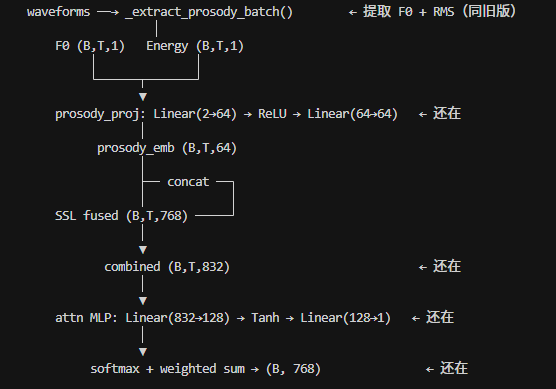 waveforms ──→ _extract_prosody_batch() ← 提取 F0 + RMS（同旧版）
F0 (B,T,1) Energy (B,T,1)
prosody_proj: Linear(2→64) → ReLU → Linear(64→64) ← 还在
prosody_emb (B,T,64)
concat
SSL fused (B,T,768)
combined (B,T,832) ← 还在
attn MLP: Linear(832→128) → Tanh → Linear(128→1) ← 还在
softmax + weighted sum → (B, 768) ← 还在